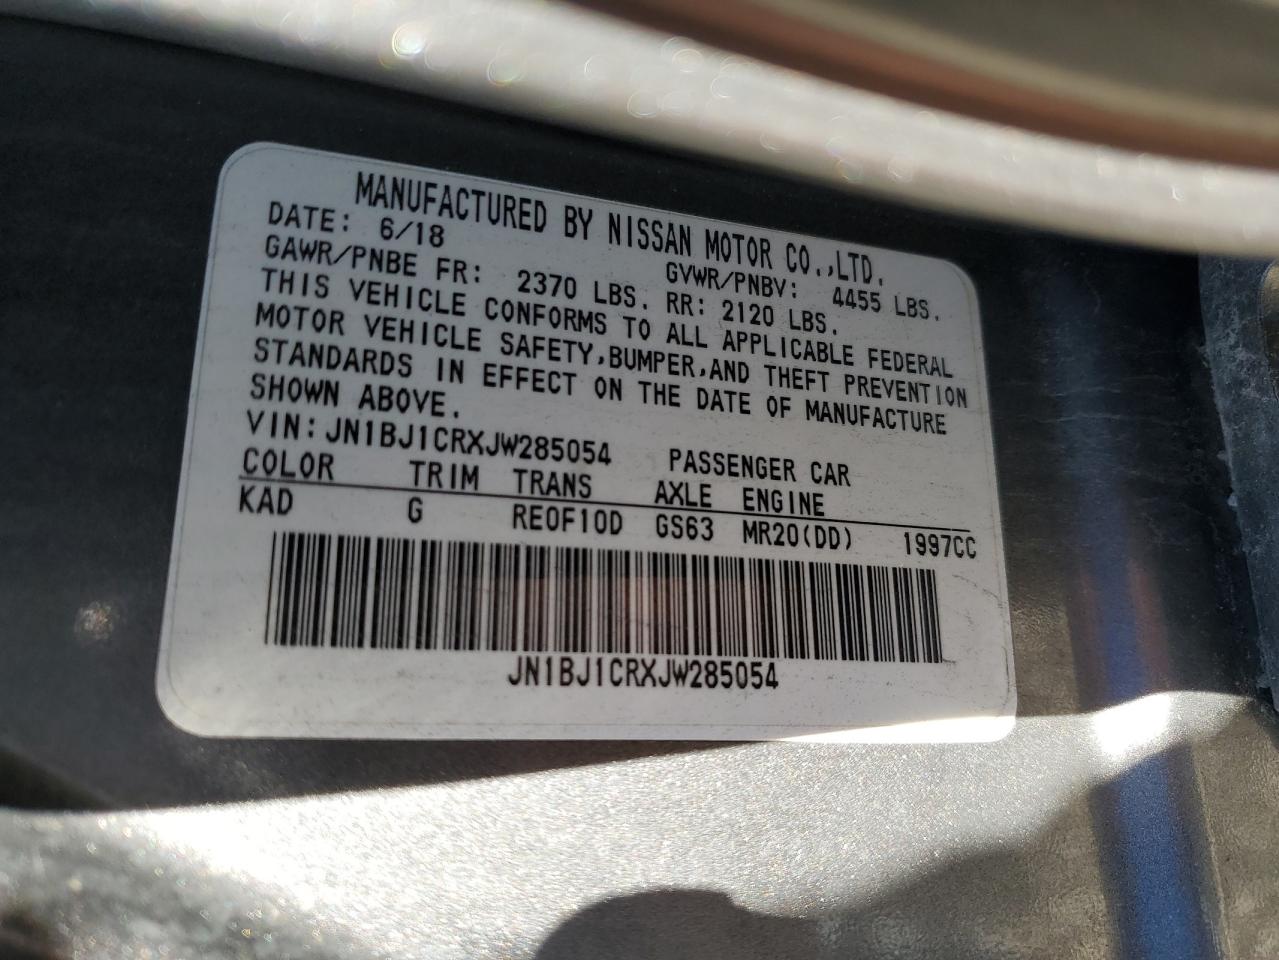 MANUFACTURED BY NISSAN MOTOR CO.,LTD.
DATE: 6/18 GVWR/PNBV: 4455 LBS.
GAWR/PNBE FR: 2370 LBS. RR: 2120 LBS.
THIS VEHICLE CONFORMS TO ALL APPLICABLE FEDERAL
MOTOR VEHICLE SAFETY,BUMPER,AND THEFT PREVENTION
STANDARDS IN EFFECT ON THE DATE OF MANUFACTURE
SHOWN ABOVE.
VIN:JN1BJ1CRXJW285054 PASSENGER CAR
COLOR TRIM TRANS AXLE ENGINE
KAD G RE0F10D GS63 MR20(DD) 1997CC
JN1BJ1CRXJW285054